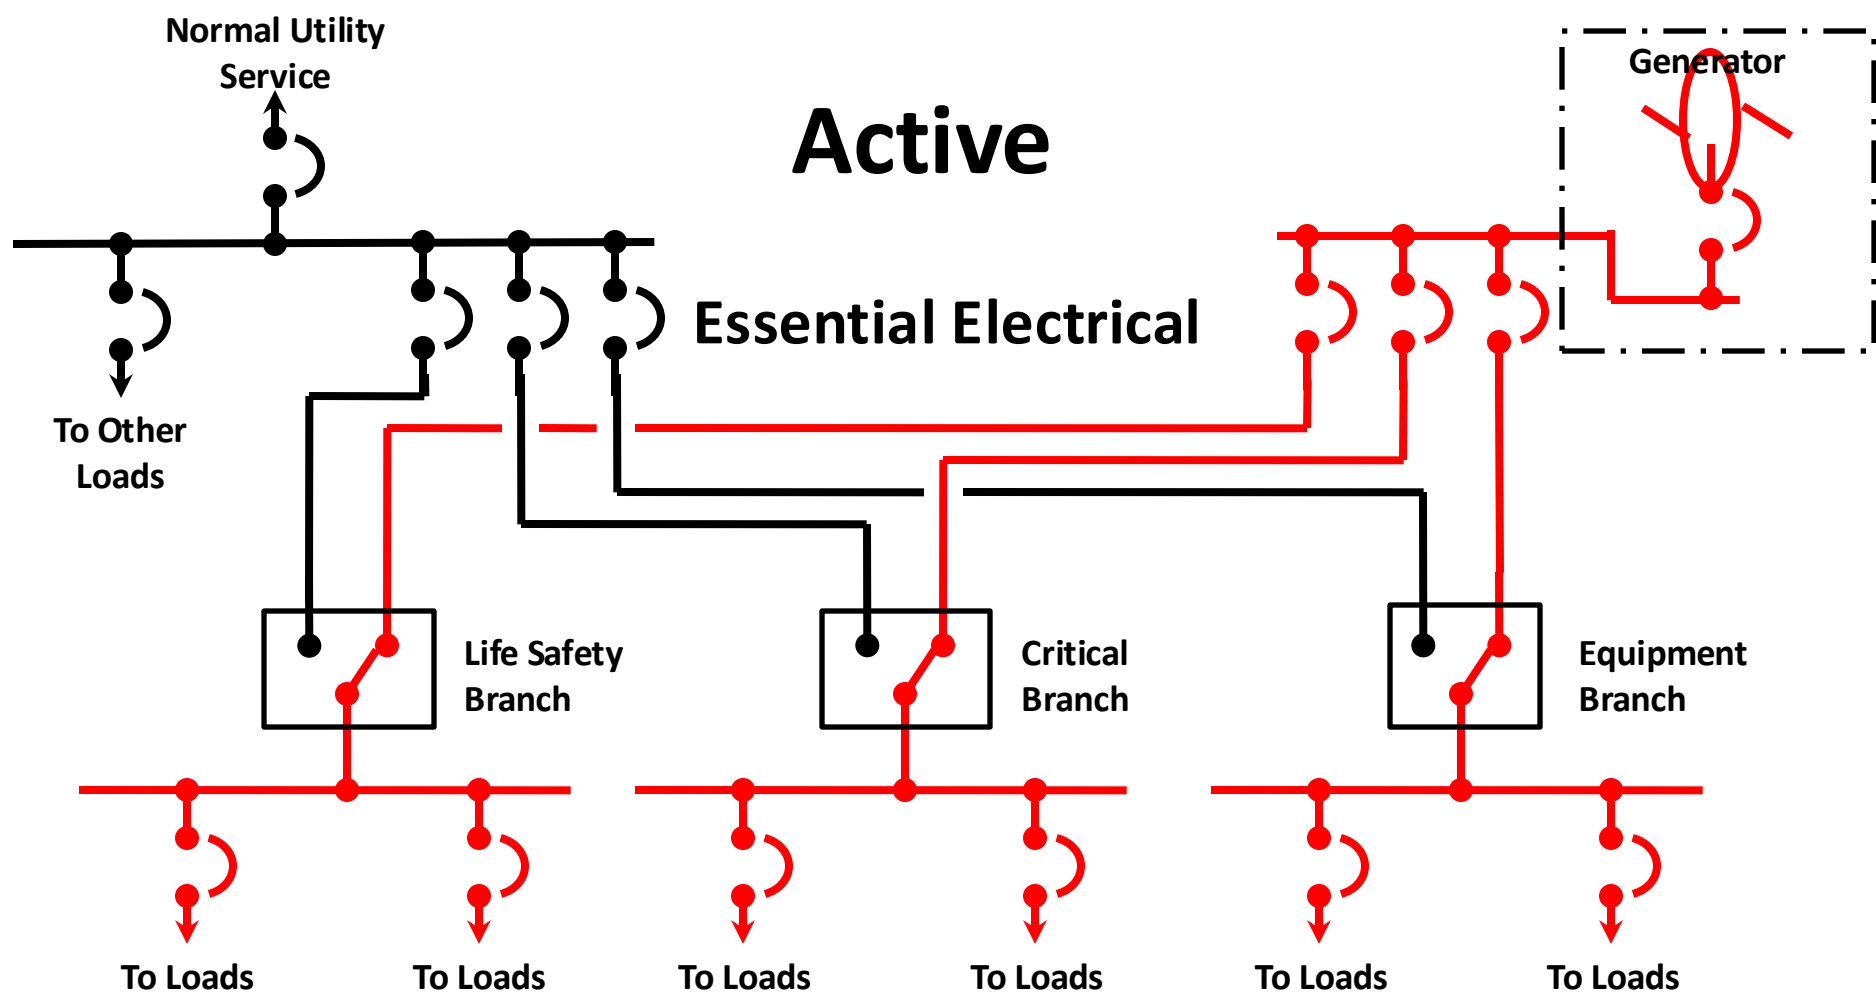 Normal Utility
Service
Generator
Active
Essential Electrical
To Other
Loads
Life Safety
Branch
Critical
Branch
Equipment
Branch
To Loads
To Loads
To Loads
To Loads
To Loads
To Loads